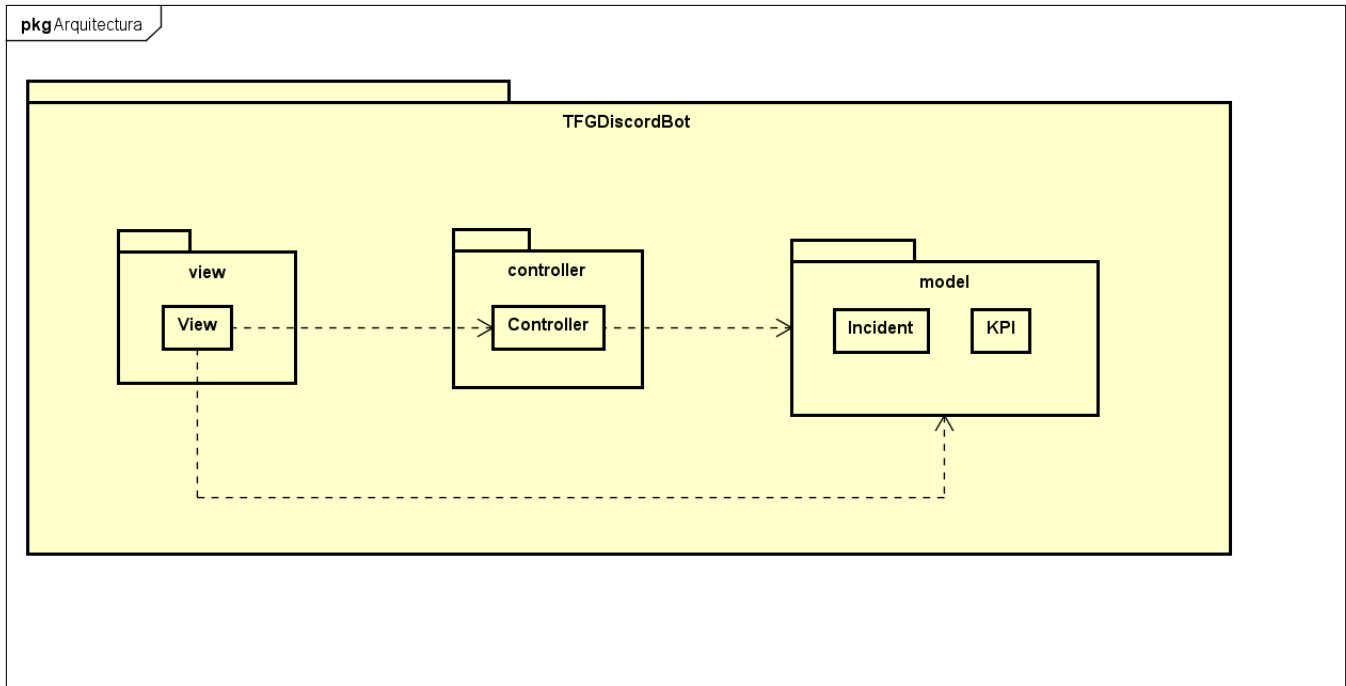 pkg Arquitectura
TFGDiscordBot
view
View
controller
Controller
model
Incident
KPI